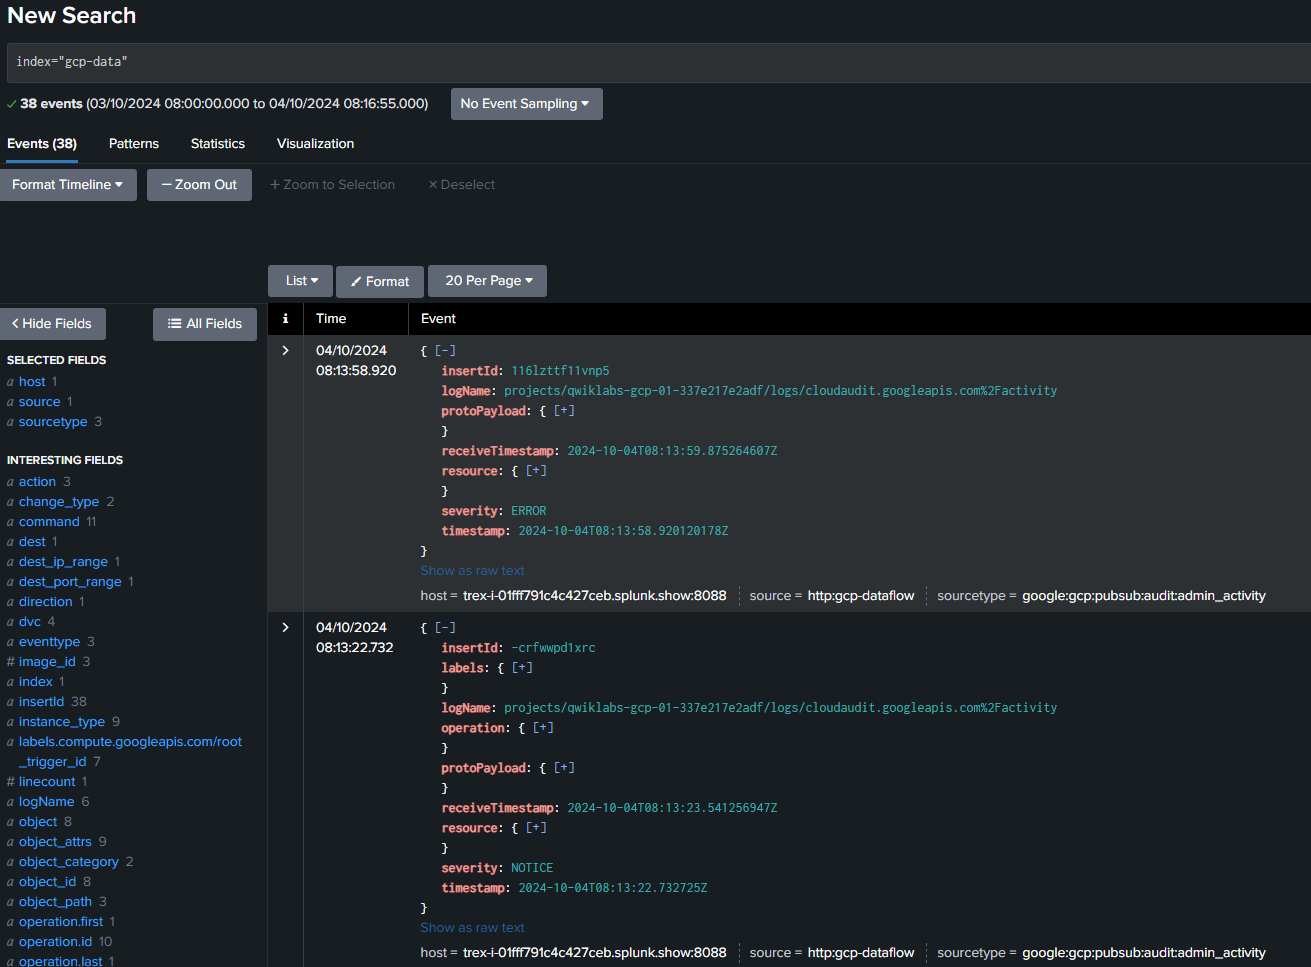 New Search
index="gcp-data"
✓ 38 events (03/10/2024 08:00:00.000 to 04/10/2024 08:16:55.000) No Event Sampling ▾
Events (38) Patterns Statistics Visualization
Format Timeline ▾ — Zoom Out + Zoom to Selection × Deselect
List ▾ Format 20 Per Page ▾
< Hide Fields All Fields
SELECTED FIELDS
a host 1
a source 1
a sourcetype 3
INTERESTING FIELDS
a action 3
a change_type 2
a command 11
a dest 1
a dest_ip_range 1
a dest_port_range 1
a direction 1
a dvc 4
a eventtype 3
# image_id 3
a index 1
a insertId 38
a instance_type 9
a labels.compute.googleapis.com/root
_trigger_id 7
# linecount 1
a logName 6
a object 8
a object_attrs 9
a object_category 2
a object_id 8
a object_path 3
a operation.first 1
a operation.id 10
a operation.last 1
i Time Event
> 04/10/2024
08:13:58.920
{ [-]
insertId: 116lzttf11vnp5
logName: projects/qwiklabs-gcp-01-337e217e2adf/logs/cloudaudit.googleapis.com%2Factivity
protoPayload: { [+]
}
receiveTimestamp: 2024-10-04T08:13:59.875264607Z
resource: { [+]
}
severity: ERROR
timestamp: 2024-10-04T08:13:58.920120178Z
}
Show as raw text
host = trex-i-01fff791c4c427ceb.splunk.show:8088 source = http:gcp-dataflow sourcetype = google:gcp:pubsub:audit:admin_activity
> 04/10/2024
08:13:22.732
{ [-]
insertId: -crfwwpd1xrc
labels: { [+]
}
logName: projects/qwiklabs-gcp-01-337e217e2adf/logs/cloudaudit.googleapis.com%2Factivity
operation: { [+]
}
protoPayload: { [+]
}
receiveTimestamp: 2024-10-04T08:13:23.541256947Z
resource: { [+]
}
severity: NOTICE
timestamp: 2024-10-04T08:13:22.732725Z
}
Show as raw text
host = trex-i-01fff791c4c427ceb.splunk.show:8088 source = http:gcp-dataflow sourcetype = google:gcp:pubsub:audit:admin_activity